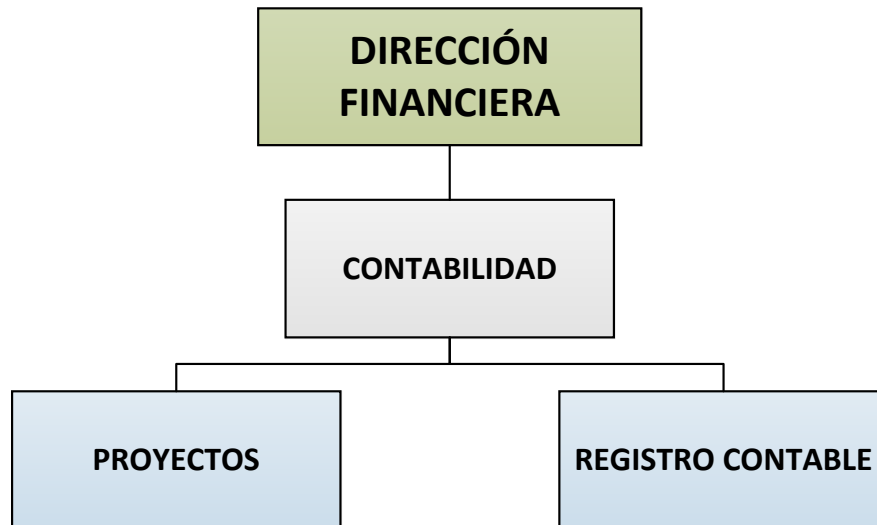 DIRECCIÓN
FINANCIERA
CONTABILIDAD
PROYECTOS
REGISTRO CONTABLE